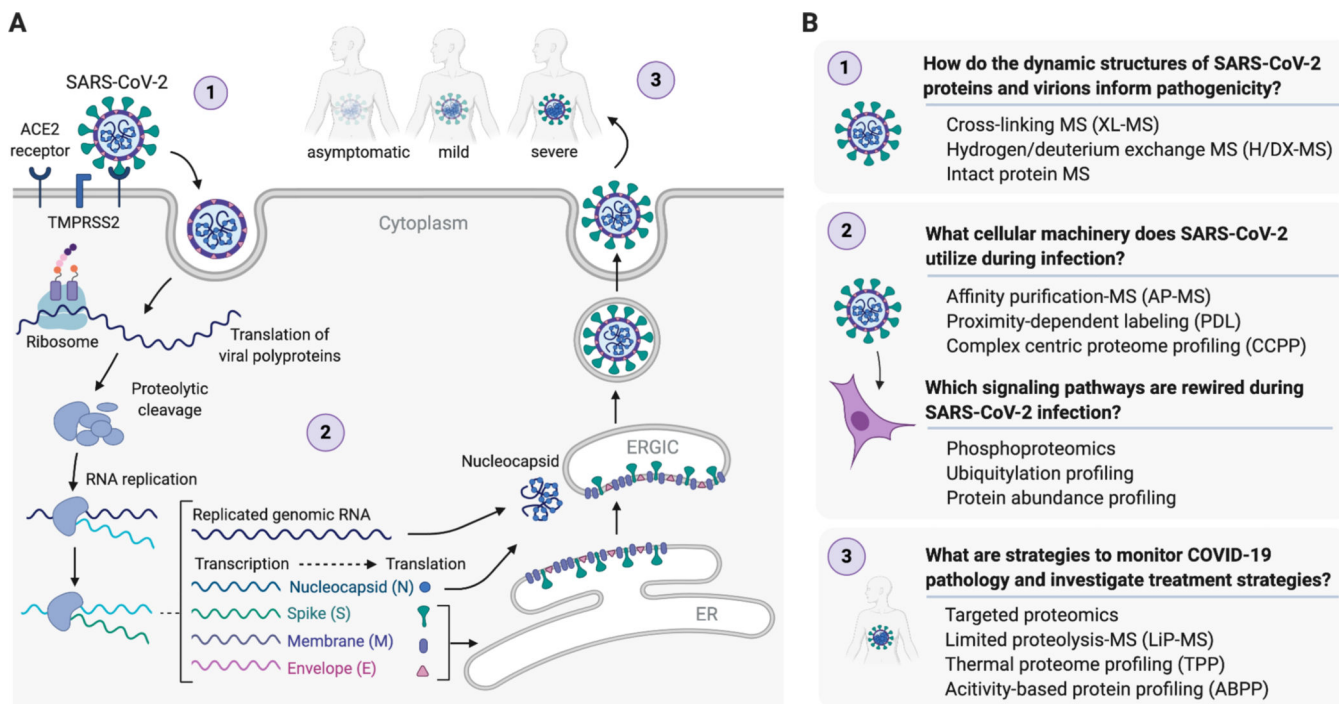 A
SARS-CoV-2
1
ACE2
receptor
TMPRSS2
asymptomatic
mild
severe
3
Cytoplasm
Ribosome
Translation of
viral polyproteins
Proteolytic
cleavage
2
RNA replication
Replicated genomic RNA
Transcription
Translation
Nucleocapsid (N)
Spike (S)
Membrane (M)
Envelope (E)
Nucleocapsid
ERGIC
ER
B
1
How do the dynamic structures of SARS-CoV-2
proteins and virions inform pathogenicity?
Cross-linking MS (XL-MS)
Hydrogen/deuterium exchange MS (H/DX-MS)
Intact protein MS
2
What cellular machinery does SARS-CoV-2
utilize during infection?
Affinity purification-MS (AP-MS)
Proximity-dependent labeling (PDL)
Complex centric proteome profiling (CCPP)
Which signaling pathways are rewired during
SARS-CoV-2 infection?
Phosphoproteomics
Ubiquitylation profiling
Protein abundance profiling
3
What are strategies to monitor COVID-19
pathology and investigate treatment strategies?
Targeted proteomics
Limited proteolysis-MS (LiP-MS)
Thermal proteome profiling (TPP)
Acitivity-based protein profiling (ABPP)